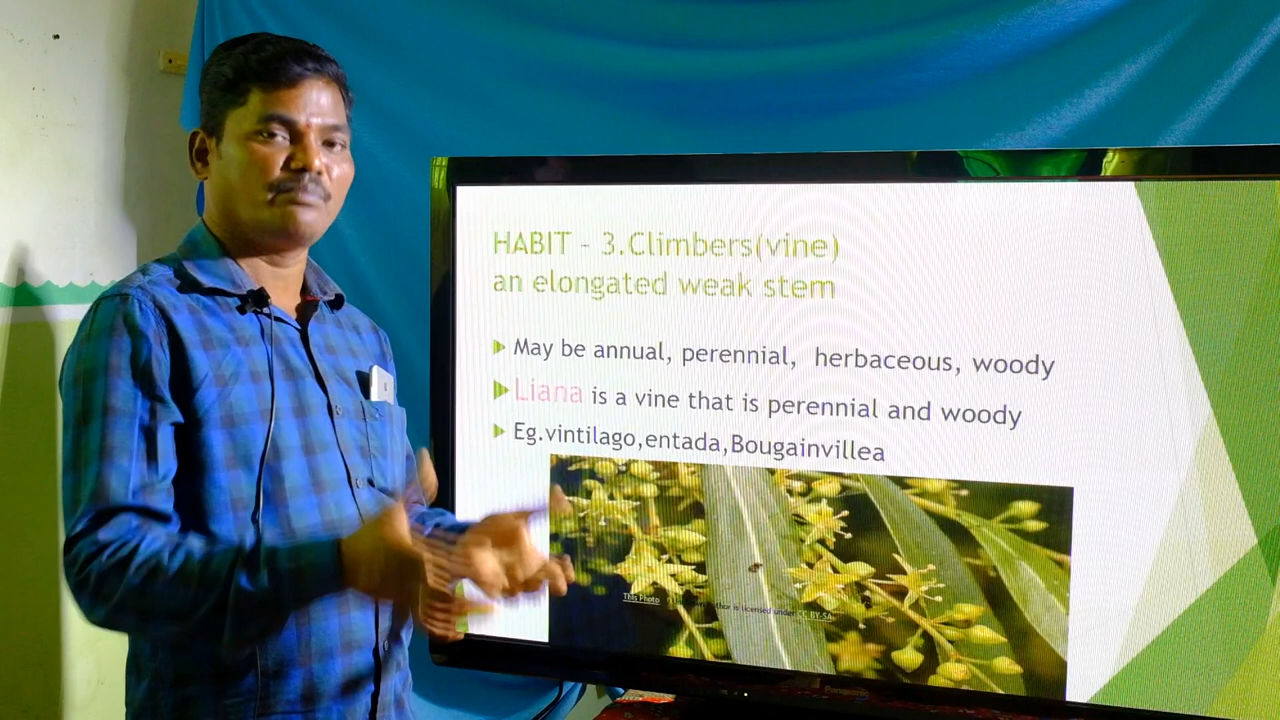 HABIT - 3.Climbers(vine)
an elongated weak stem
May be annual, perennial, herbaceous, woody
Liana is a vine that is perennial and woody
Eg.vintilago,entada,Bougainvillea
This Photo is licensed under CC BY-SA
Panasonic